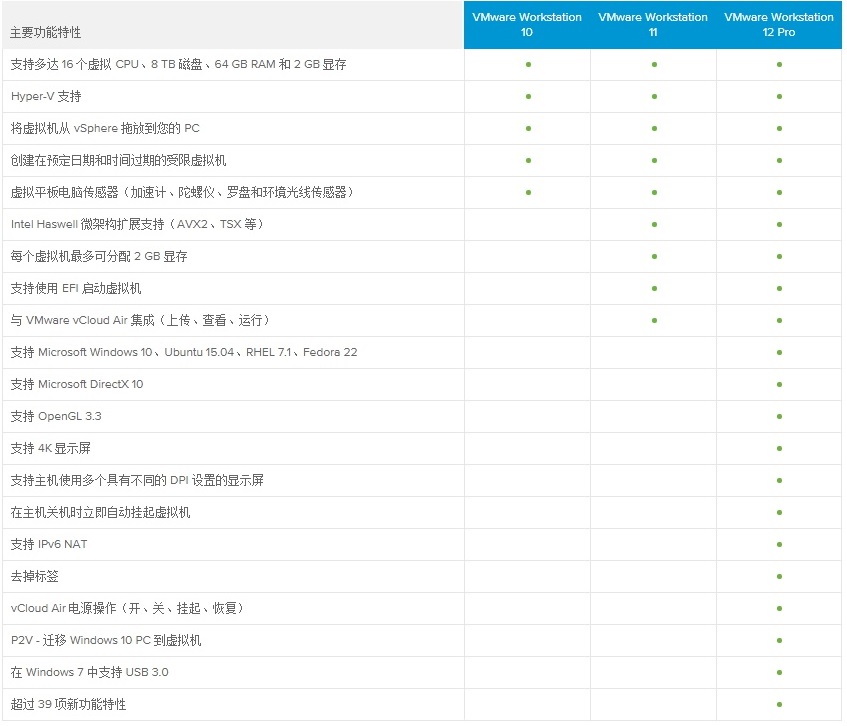 主要功能特性
VMware Workstation
10
VMware Workstation
11
VMware Workstation
12 Pro
支持多达 16 个虚拟 CPU、8 TB 磁盘、64 GB RAM 和 2 GB 显存
Hyper-V 支持
将虚拟机从 vSphere 拖放到您的 PC
创建在预定日期和时间过期的受限虚拟机
虚拟平板电脑传感器（加速计、陀螺仪、罗盘和环境光线传感器）
Intel Haswell 微架构扩展支持（AVX2、TSX 等）
每个虚拟机最多可分配 2 GB 显存
支持使用 EFI 启动虚拟机
与 VMware vCloud Air 集成（上传、查看、运行）
支持 Microsoft Windows 10、Ubuntu 15.04、RHEL 7.1、Fedora 22
支持 Microsoft DirectX 10
支持 OpenGL 3.3
支持 4K 显示屏
支持主机使用多个具有不同的 DPI 设置的显示屏
在主机关机时立即自动挂起虚拟机
支持 IPv6 NAT
去掉标签
vCloud Air 电源操作（开、关、挂起、恢复）
P2V - 迁移 Windows 10 PC 到虚拟机
在 Windows 7 中支持 USB 3.0
超过 39 项新功能特性